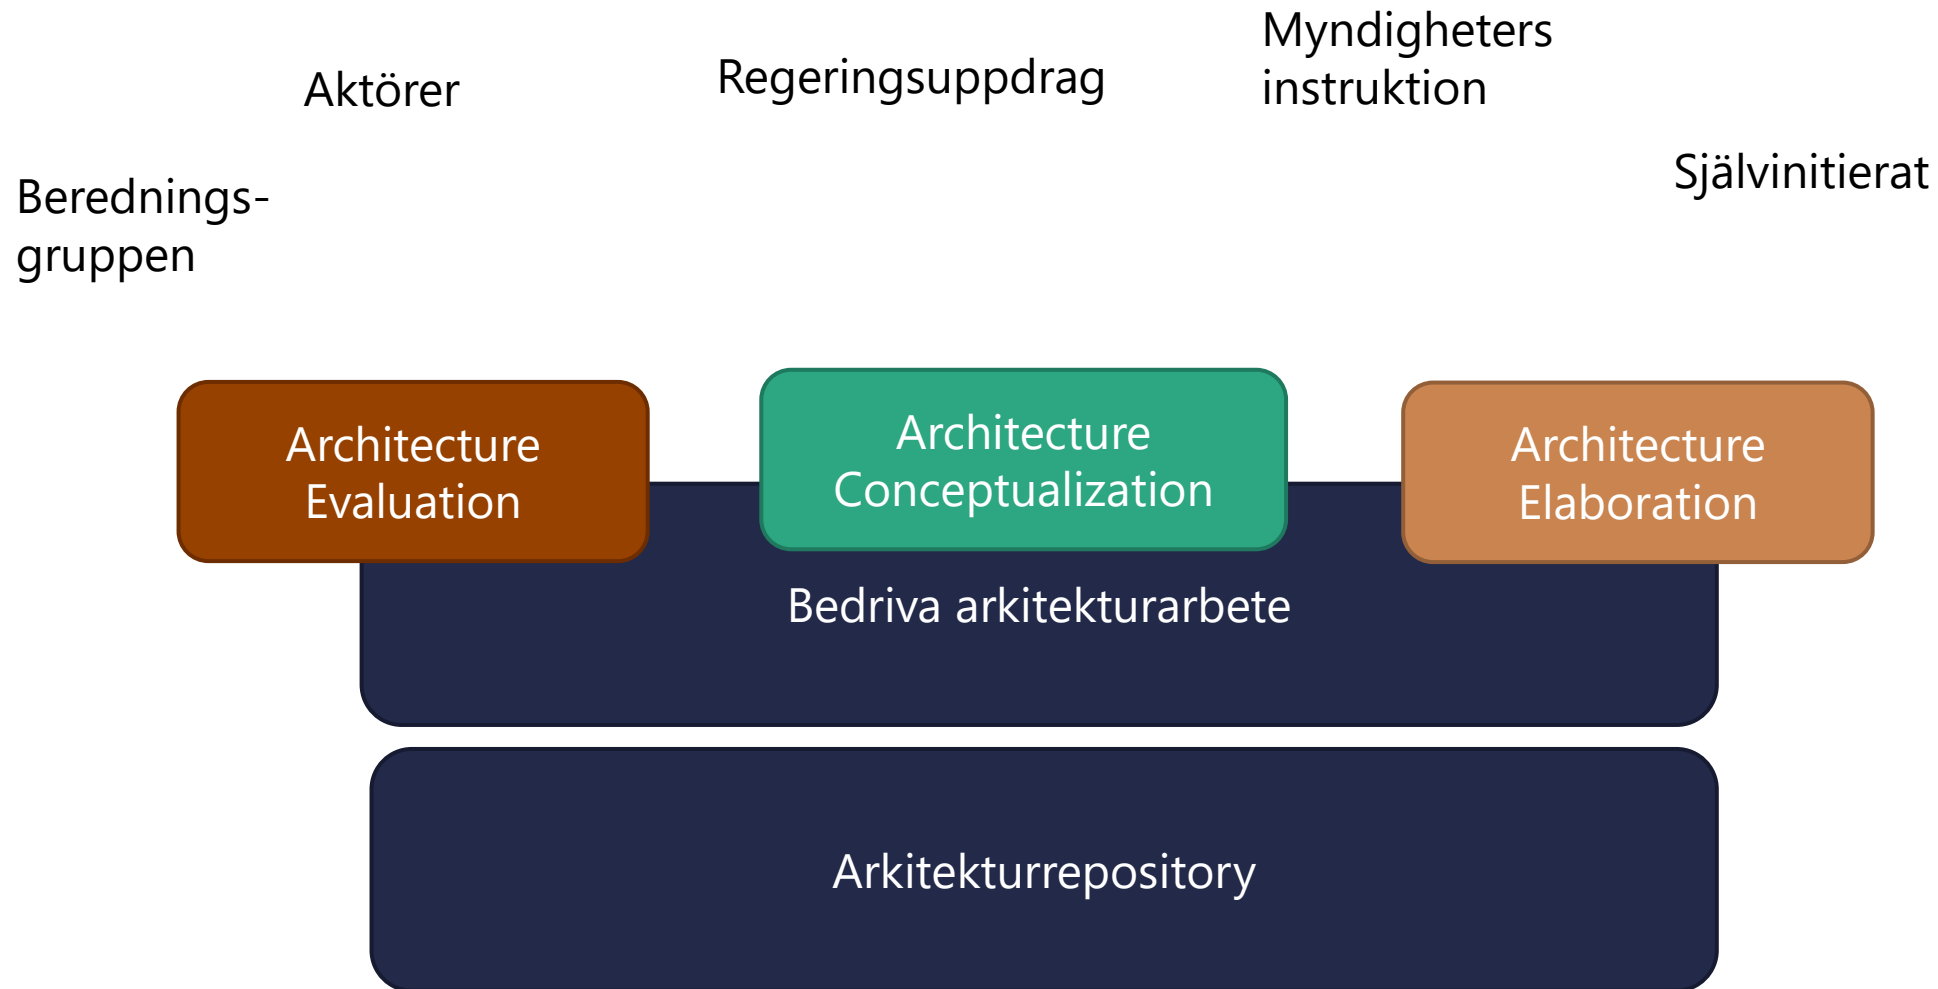 Myndigheters
instruktion
Regeringsuppdrag
Aktörer
Självinitierat
Berednings-
gruppen
Architecture
Evaluation
Architecture
Conceptualization
Architecture
Elaboration
Bedriva arkitekturarbete
Arkitekturrepository